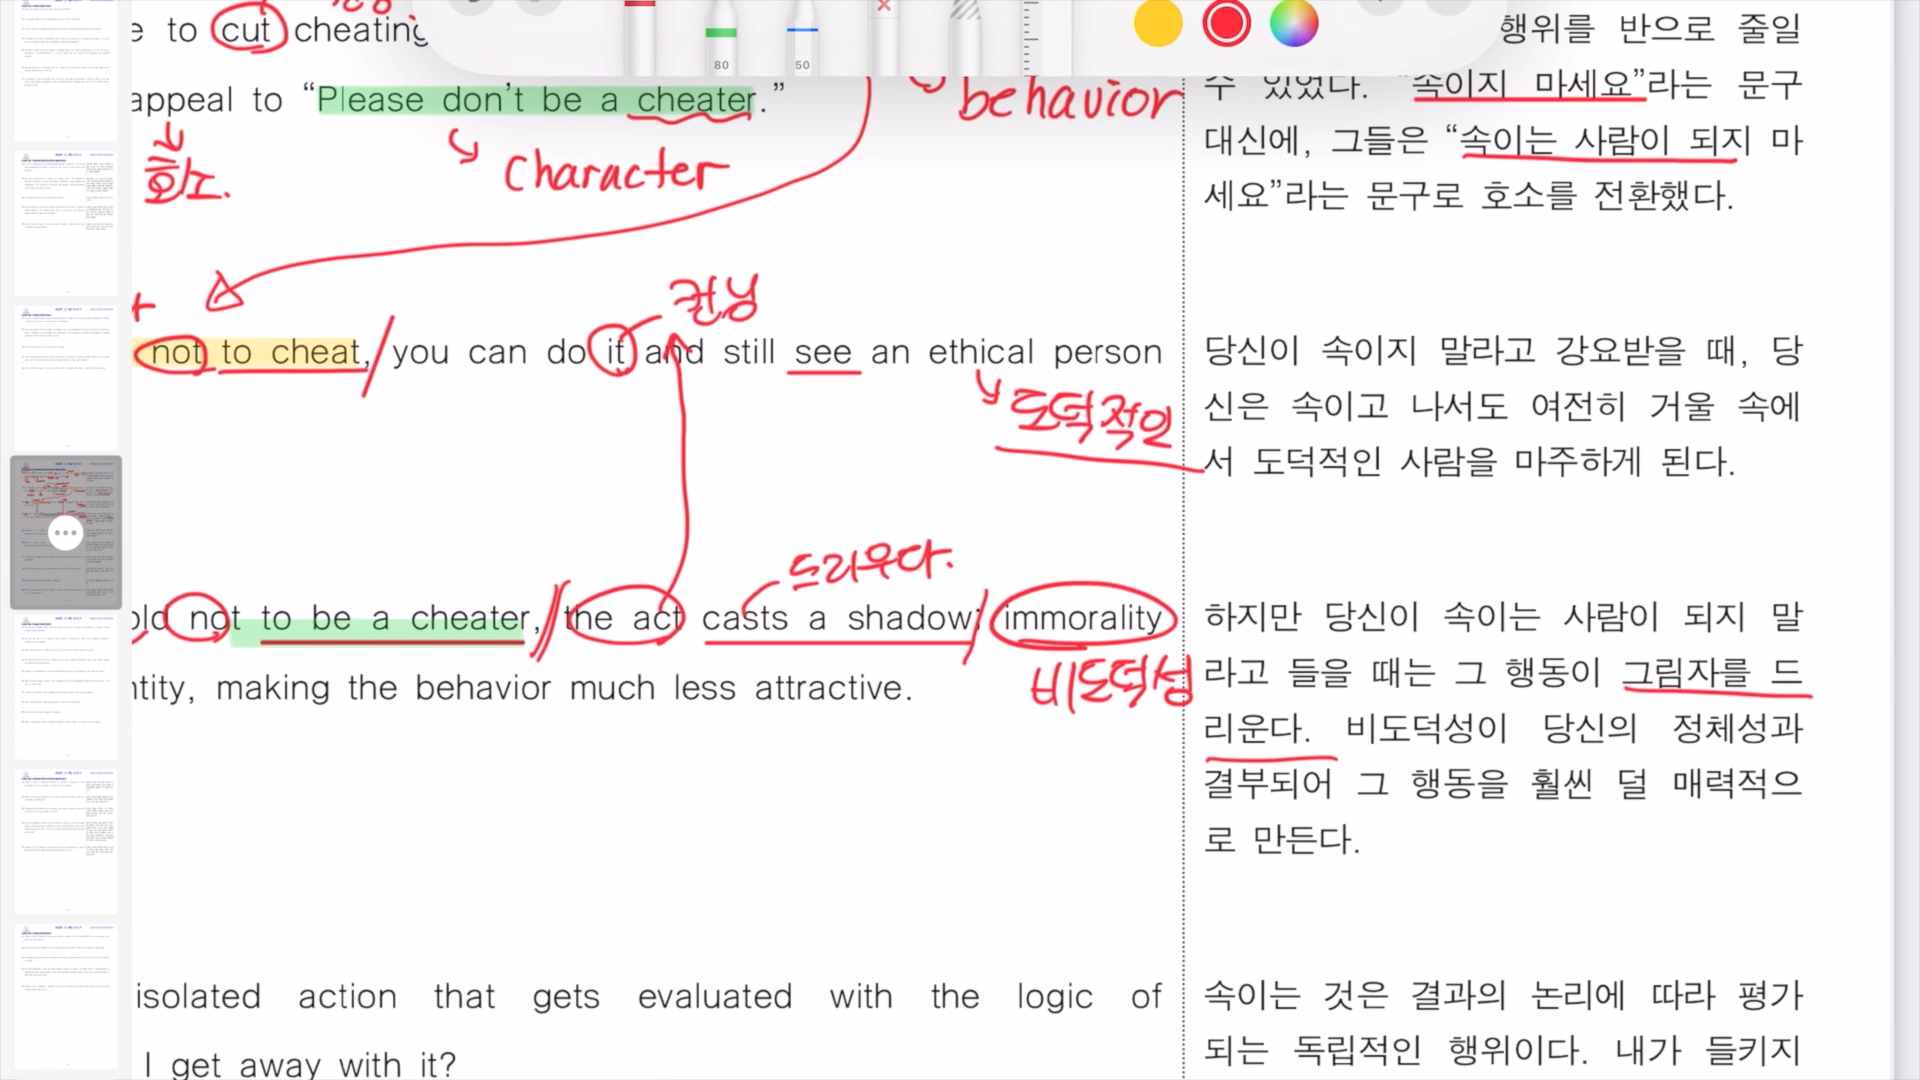 e to cut cheating
appeal to “Please don’t be a cheater.”
behavior
호소.
character
컨닝
not to cheat, you can do it and still see an ethical person
도덕적인
드리우다.
old not to be a cheater, the act casts a shadow; immorality
비도덕성
ntity, making the behavior much less attractive.
isolated action that gets evaluated with the logic of
I get away with it?
행위를 반으로 줄일
수 있었다. “속이지 마세요”라는 문구
대신에, 그들은 “속이는 사람이 되지 마
세요”라는 문구로 호소를 전환했다.
당신이 속이지 말라고 강요받을 때, 당
신은 속이고 나서도 여전히 거울 속에
서 도덕적인 사람을 마주하게 된다.
하지만 당신이 속이는 사람이 되지 말
라고 들을 때는 그 행동이 그림자를 드
리운다. 비도덕성이 당신의 정체성과
결부되어 그 행동을 훨씬 덜 매력적으
로 만든다.
속이는 것은 결과의 논리에 따라 평가
되는 독립적인 행위이다. 내가 들키지
80
50